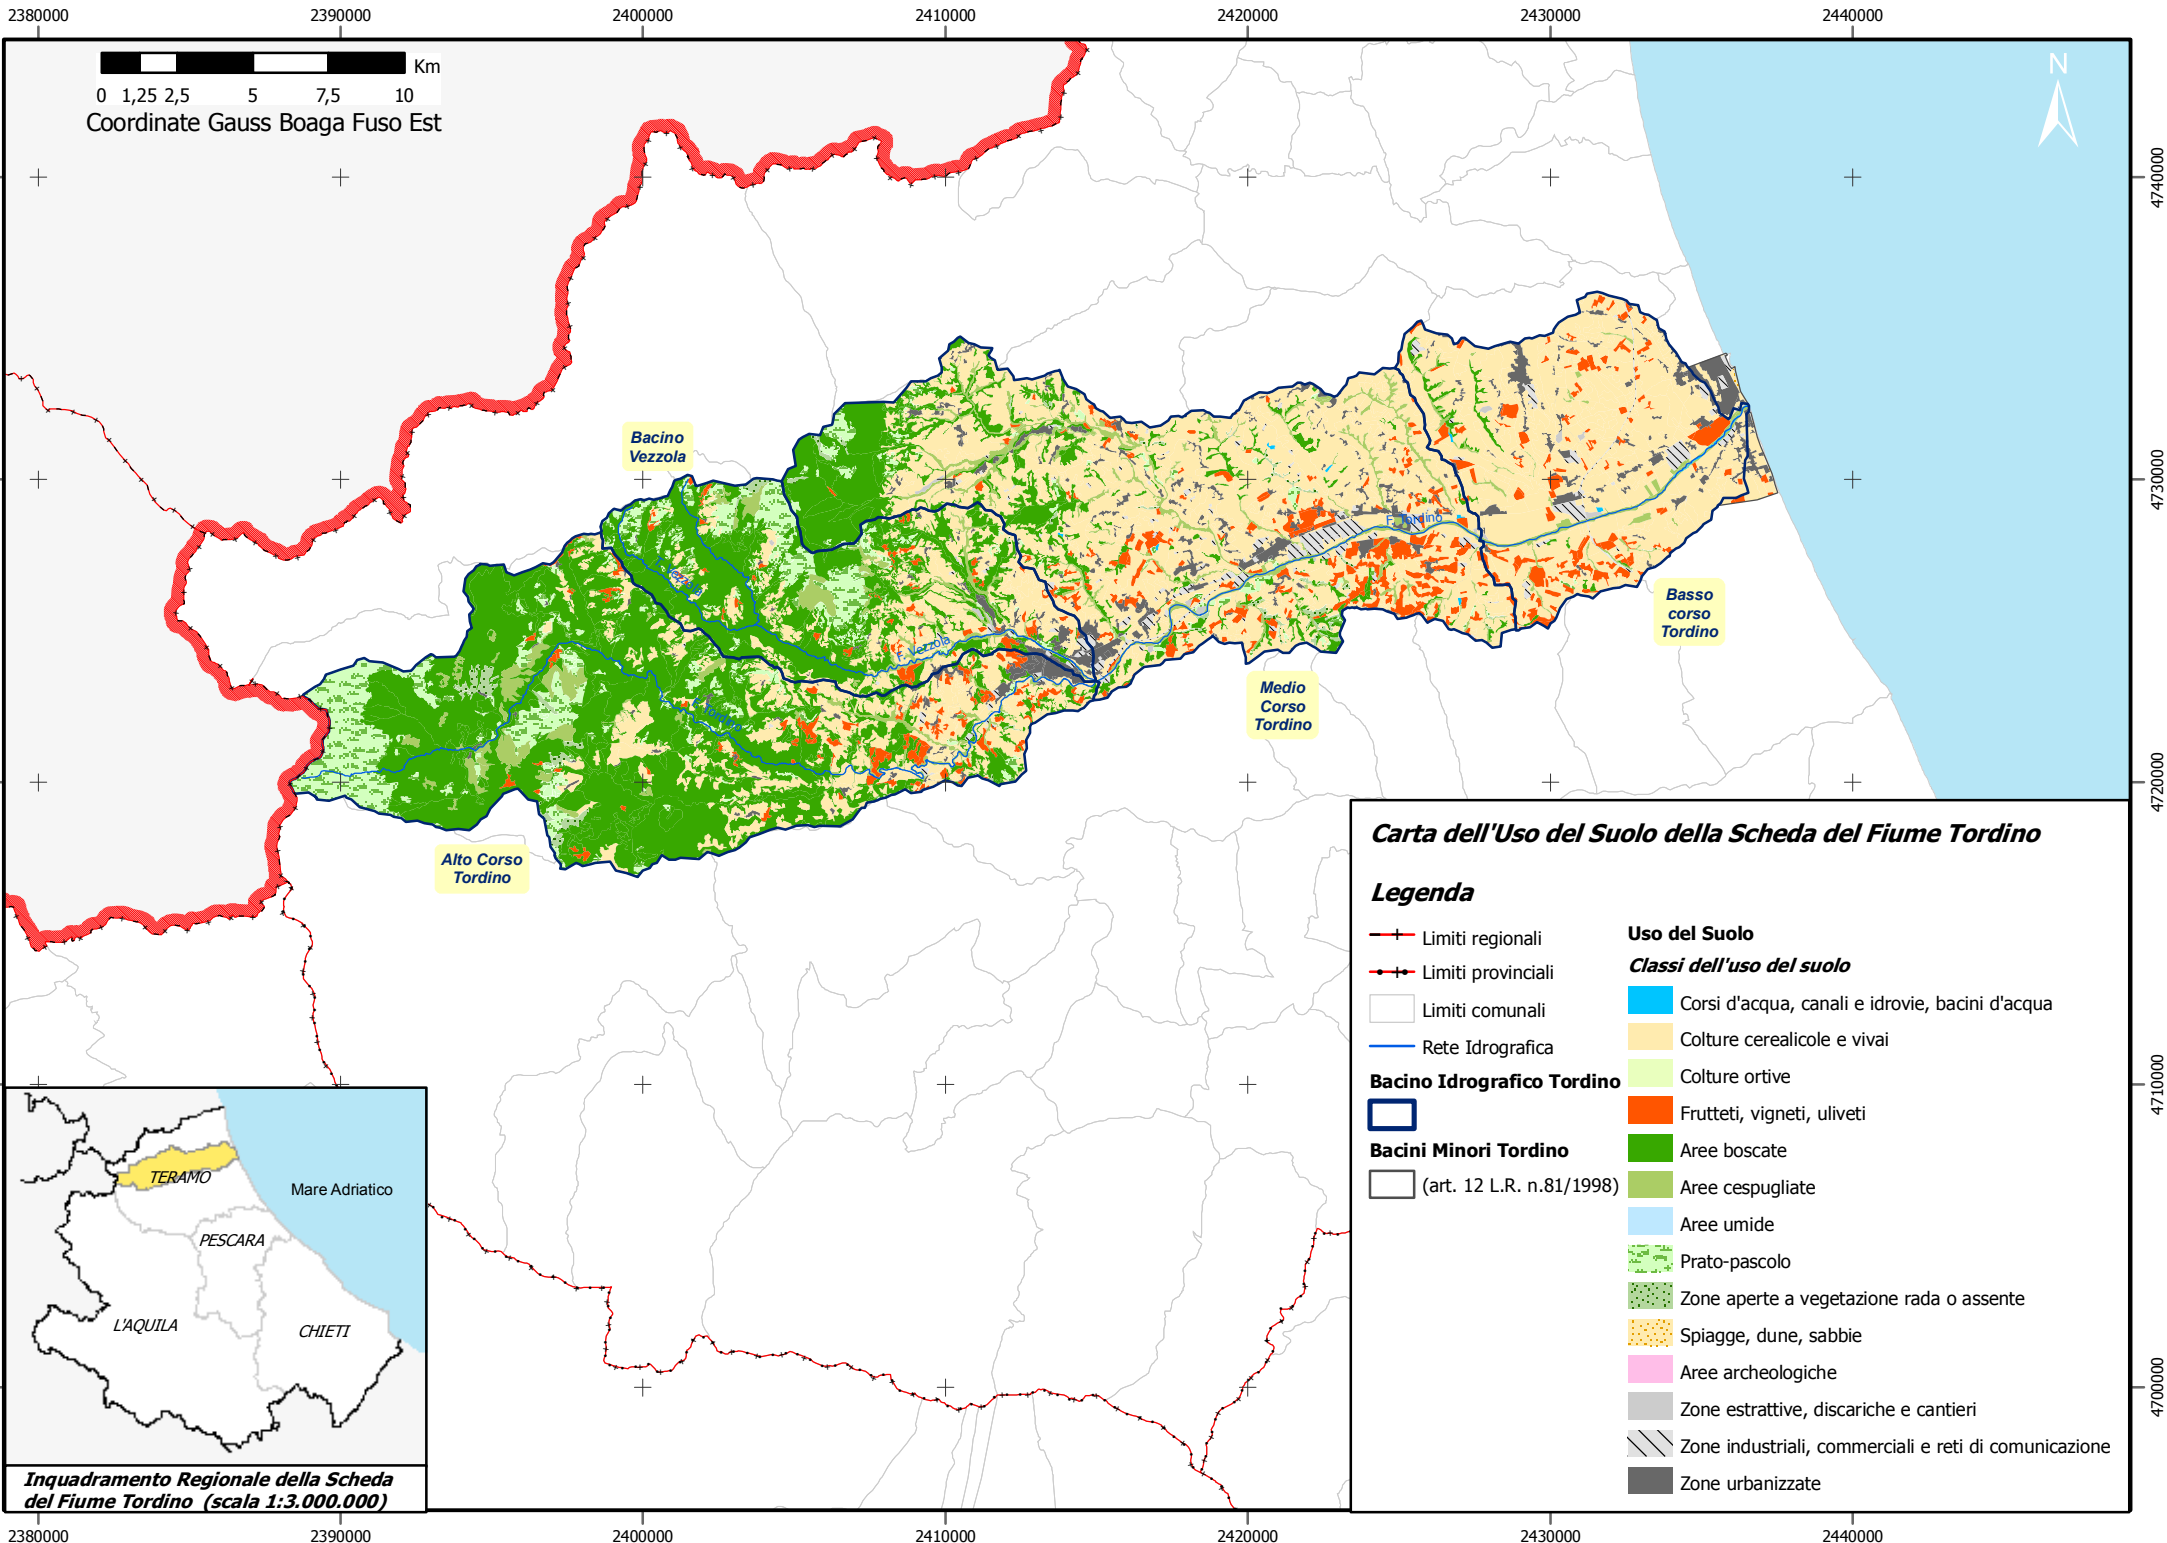 2380000 2390000 2400000 2410000 2420000 2430000 2440000
Km
0 1,25 2,5 5 7,5 10
Coordinate Gauss Boaga Fuso Est
N
4740000
4730000
4720000
4710000
4700000
Bacino
Vezzola
F. Vezzola
F. Vezzola
F. Tordino
F. Tordino
Basso
corso
Tordino
Medio
Corso
Tordino
Alto Corso
Tordino
Carta dell'Uso del Suolo della Scheda del Fiume Tordino
Legenda
Limiti regionali
Limiti provinciali
Limiti comunali
Rete Idrografica
Bacino Idrografico Tordino
Bacini Minori Tordino
(art. 12 L.R. n.81/1998)
Uso del Suolo
Classi dell'uso del suolo
Corsi d'acqua, canali e idrovie, bacini d'acqua
Colture cerealicole e vivai
Colture ortive
Frutteti, vigneti, uliveti
Aree boscate
Aree cespugliate
Aree umide
Prato-pascolo
Zone aperte a vegetazione rada o assente
Spiagge, dune, sabbie
Aree archeologiche
Zone estrattive, discariche e cantieri
Zone industriali, commerciali e reti di comunicazione
Zone urbanizzate
TERAMO
Mare Adriatico
PESCARA
L'AQUILA
CHIETI
Inquadramento Regionale della Scheda
del Fiume Tordino (scala 1:3.000.000)
2380000 2390000 2400000 2410000 2420000 2430000 2440000